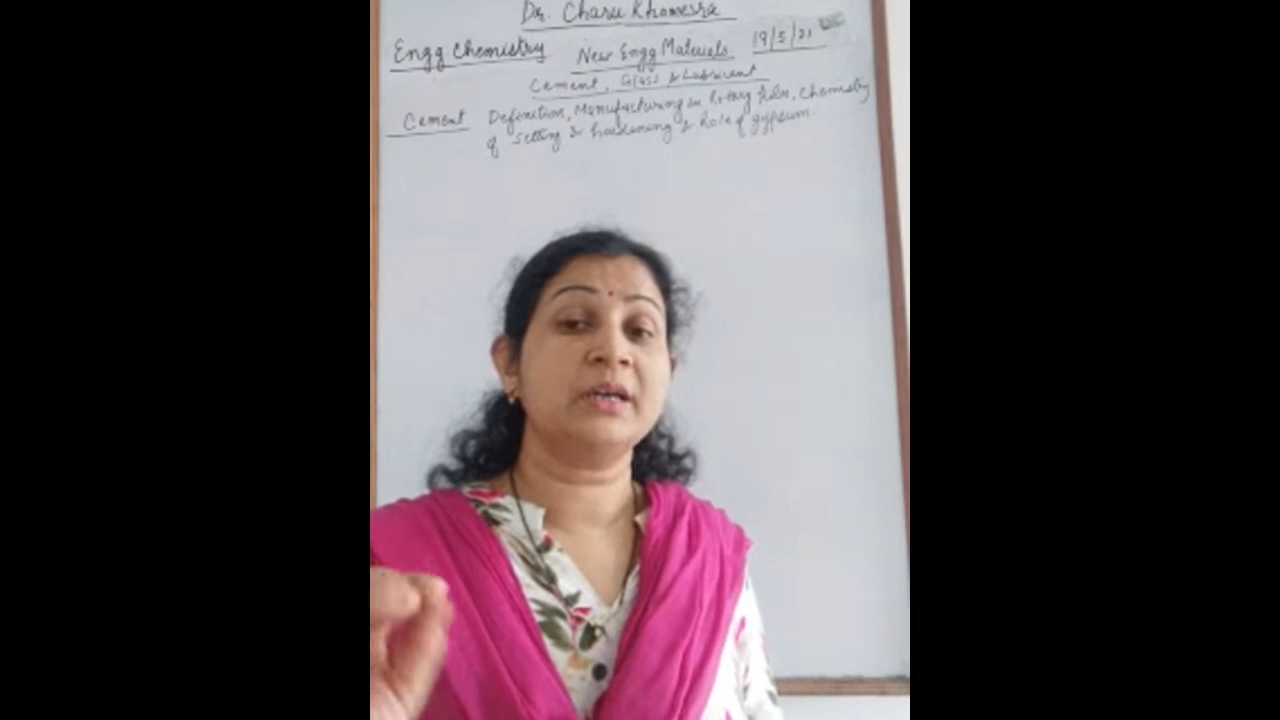 Dr. Charu Khamesra
Engg Chemistry New Engg Materials 19/5/21
Cement, Glass & Lubricant
Cement Definition, Manufacturing in Rotary kiln, Chemistry
of Setting & hardening & Role of gypsum.